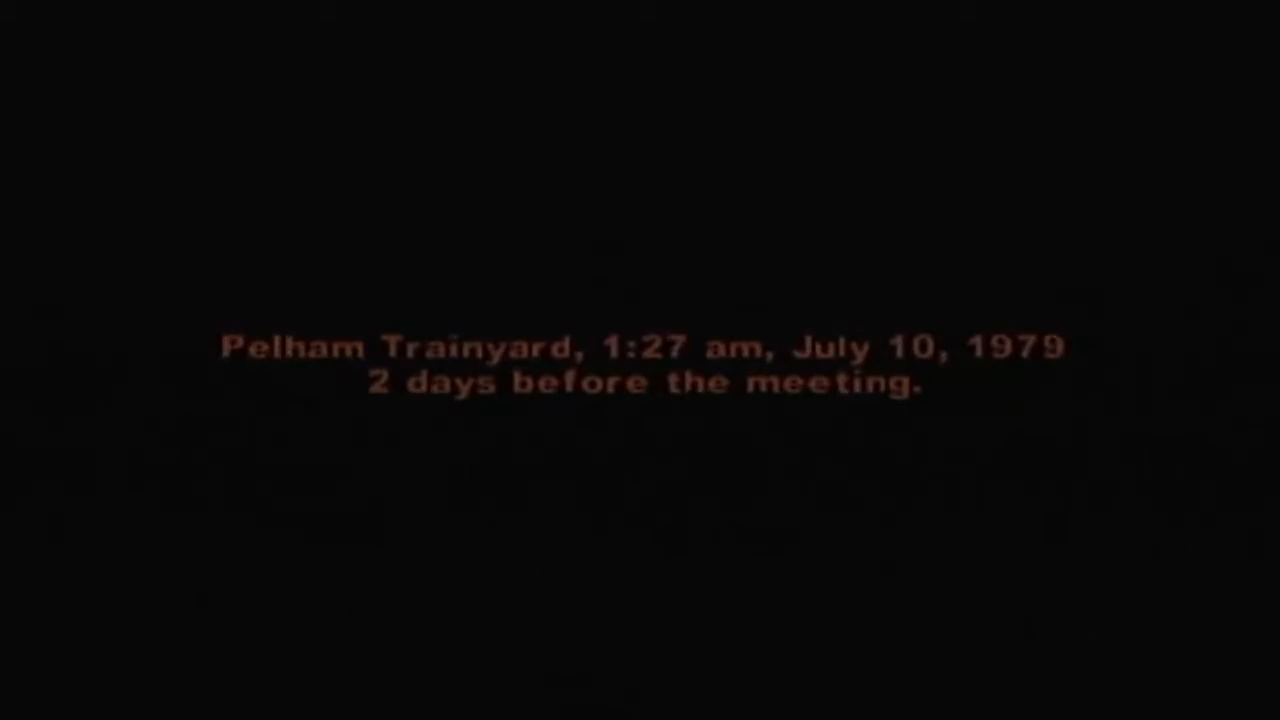 Pelham Trainyard, 1:27 am, July 10, 1979
2 days before the meeting.